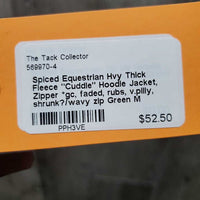 The Tack Collector
569970-4
Spiced Equestrian Hvy Thick
Fleece "Cuddle" Hoodie Jacket,
Zipper *gc, faded, rubs, v.pilly,
shrunk?/wavy zip Green M
$52.50
PPH3VE